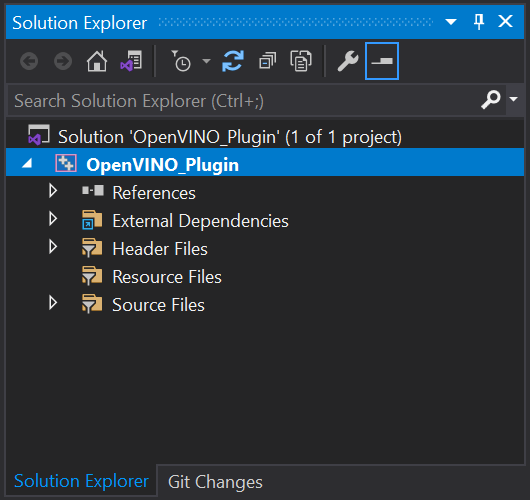 Solution Explorer
Search Solution Explorer (Ctrl+;)
Solution 'OpenVINO_Plugin' (1 of 1 project)
OpenVINO_Plugin
References
External Dependencies
Header Files
Resource Files
Source Files
Solution Explorer
Git Changes